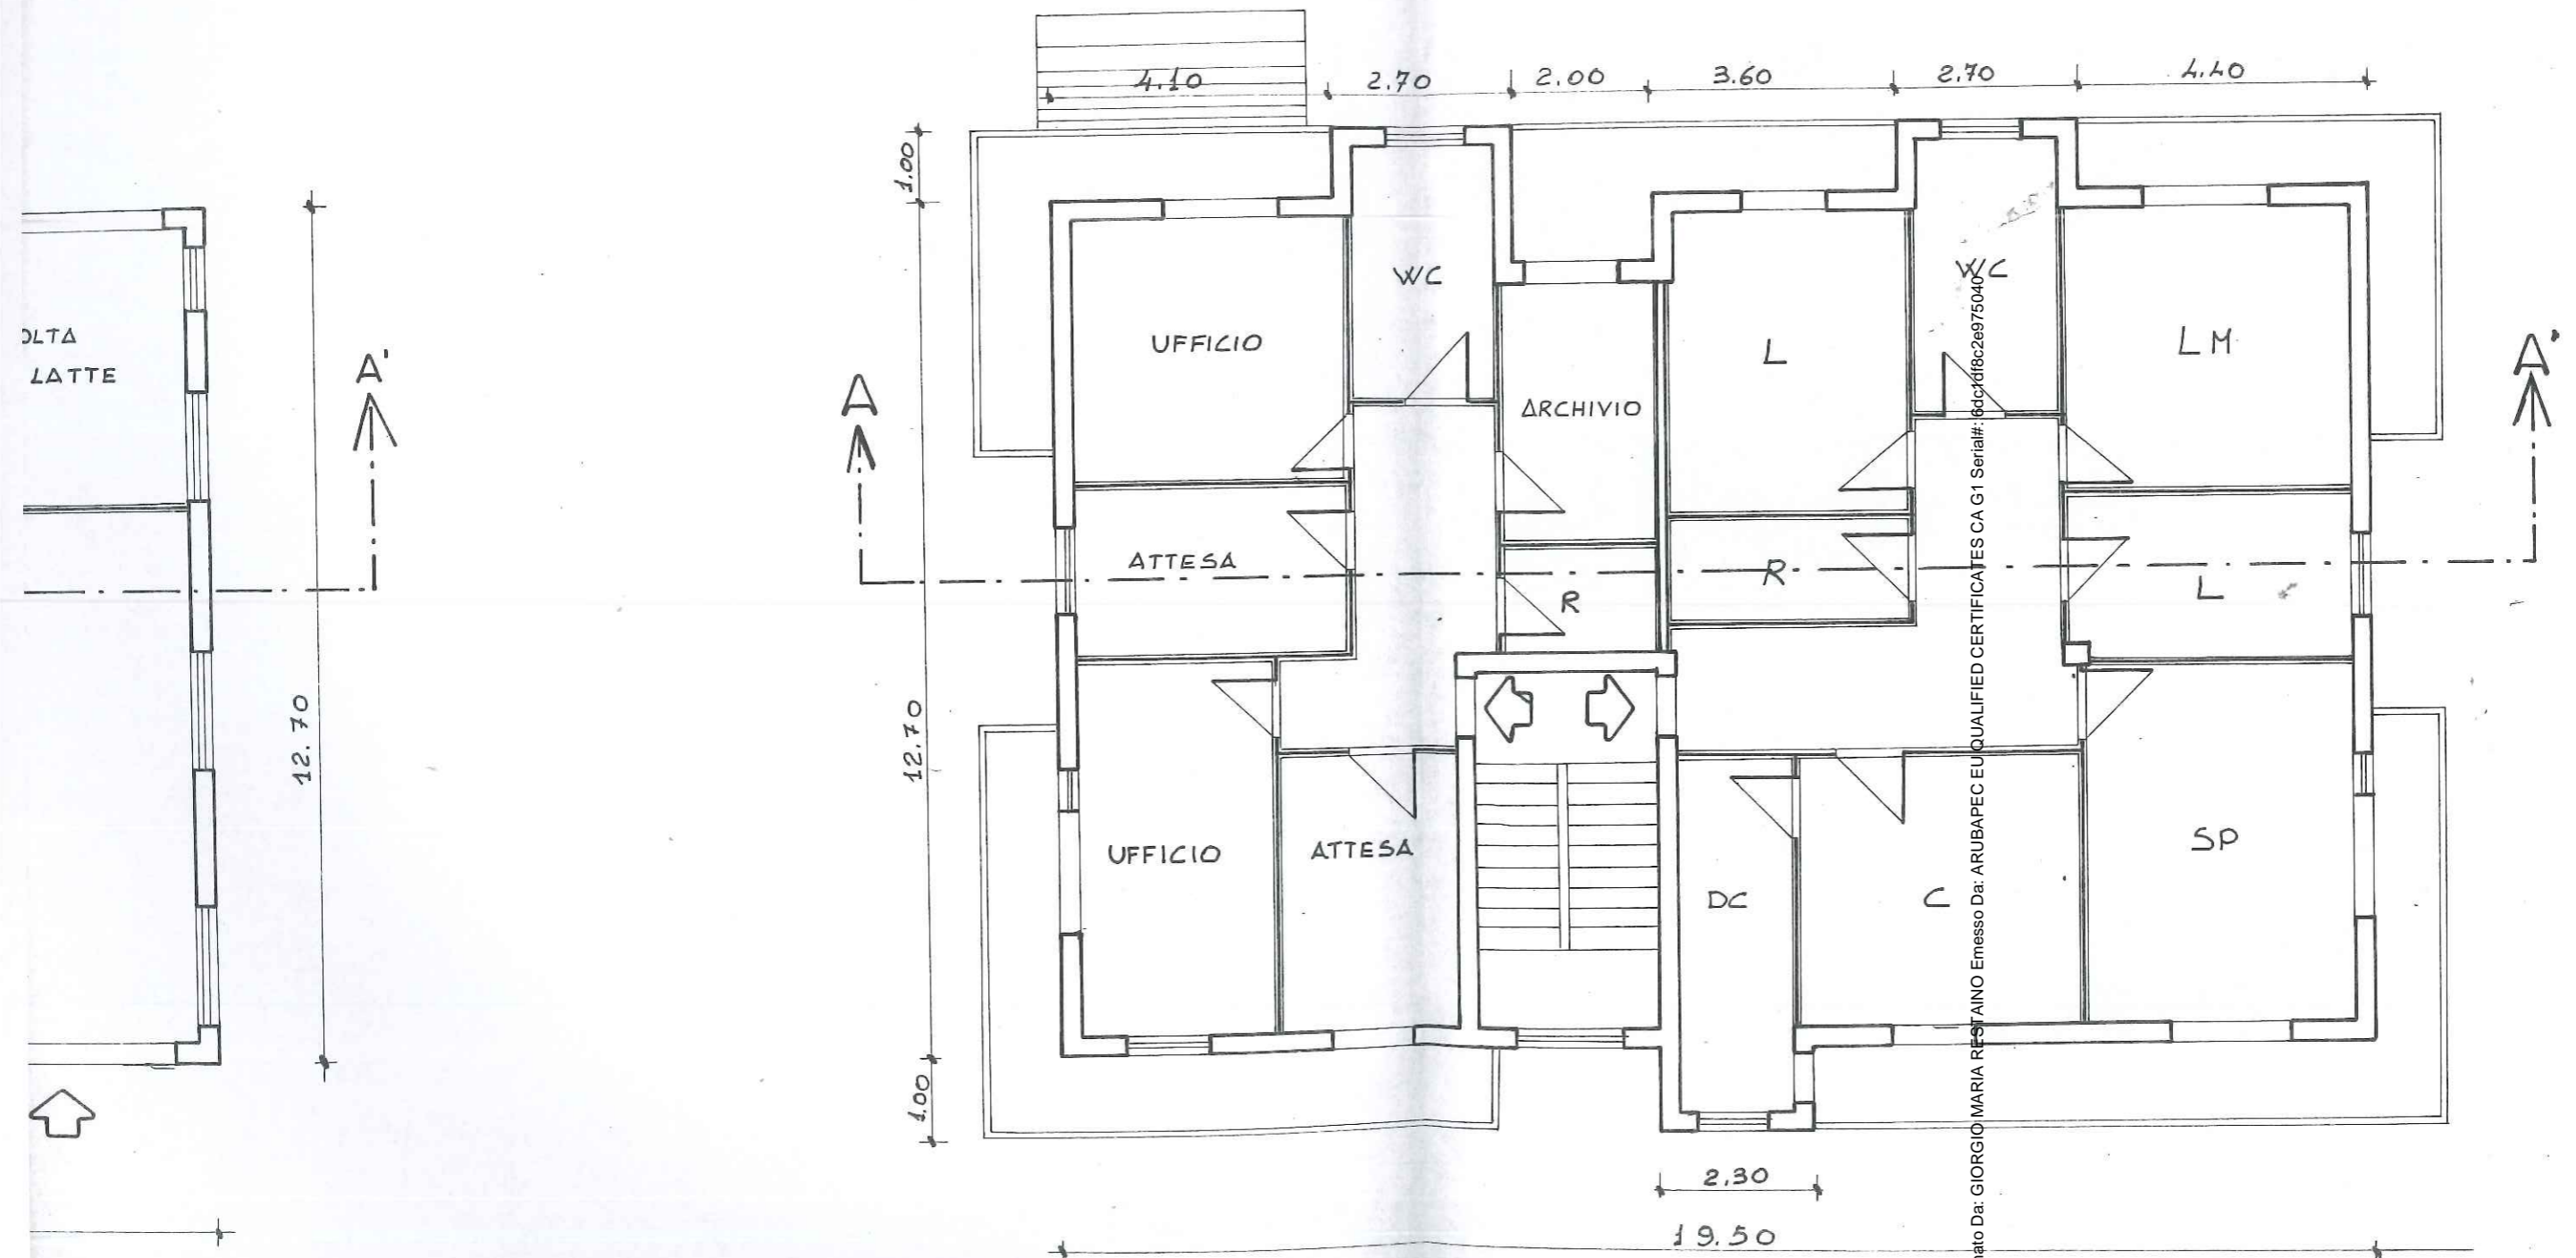 4.10
2.70
2.00
3.60
2.70
4.40
1.00
OLTA
LATTE
A'
A
A'
WC
WC
UFFICIO
L
LM
ARCHIVIO
ATTESA
R
R
L
12.70
12.70
UFFICIO
ATTESA
DC
C
SP
1.00
2.30
19.50
nato Da: GIORGIO MARIA RESTAINO Emesso Da: ARUBAPEC EU QUALIFIED CERTIFICATES CA G1 Serial#: 6dc1df8c2e975040